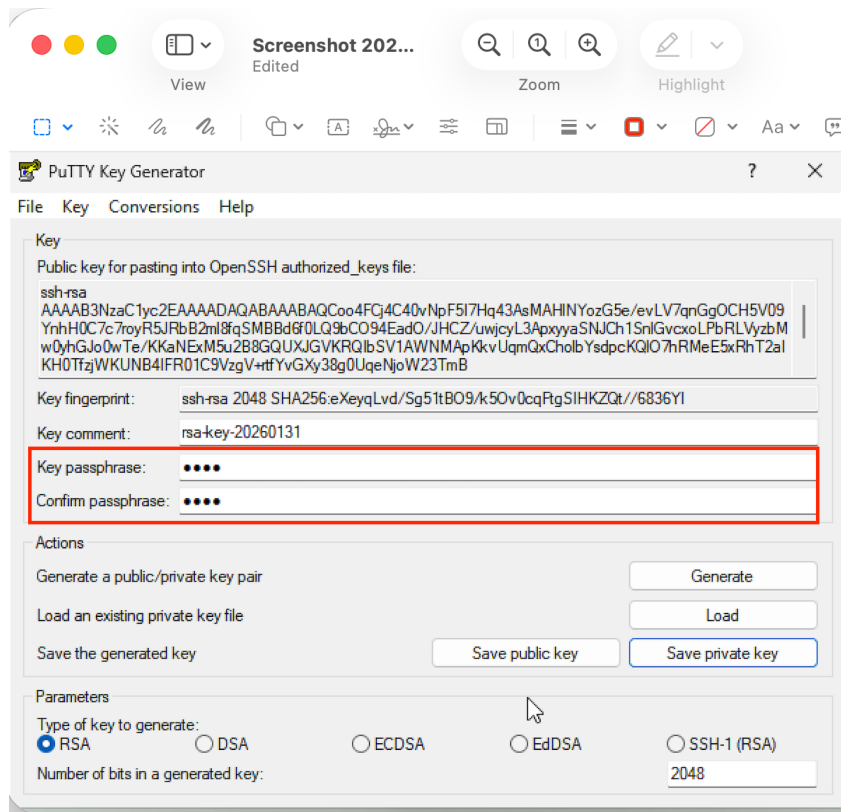 Screenshot 202...
Edited
View
Zoom
Highlight
Aa
PuTTY Key Generator
?
File Key Conversions Help
Key
Public key for pasting into OpenSSH authorized_keys file:
ssh-rsa
AAAAB3NzaC1yc2EAAAADAQABAAABAQCoo4FCj4C40vNpF5I7Hq43AsMAHINYozG5e/evLV7qnGgOCH5V09
YnhH0C7c7royR5JRbB2ml8fqSMBBd6f0LQ9bCO94EadO/JHCZ/uwjcyL3ApxyyaSNJCh1SnlGvcxoLPbRLVyzbM
w0yhGJo0wTe/KKaNExM5u2B8GQUXJGVKRQIbSV1AWNMApKkvUqmQxCholbYsdpcKQlO7hRMeE5xRhT2aI
KH0TfzjWKUNB4IFR01C9VzgV+rtfYvGXy38g0UqeNjoW23TmB
Key fingerprint: ssh-rsa 2048 SHA256:eXeyqLvd/Sg51tBO9/k5Ov0cqFtgSIHKZQt//6836YI
Key comment: rsa-key-20260131
Key passphrase: ●●●●
Confirm passphrase: ●●●●
Actions
Generate a public/private key pair Generate
Load an existing private key file Load
Save the generated key Save public key Save private key
Parameters
Type of key to generate:
RSA DSA ECDSA EdDSA SSH-1 (RSA)
Number of bits in a generated key: 2048